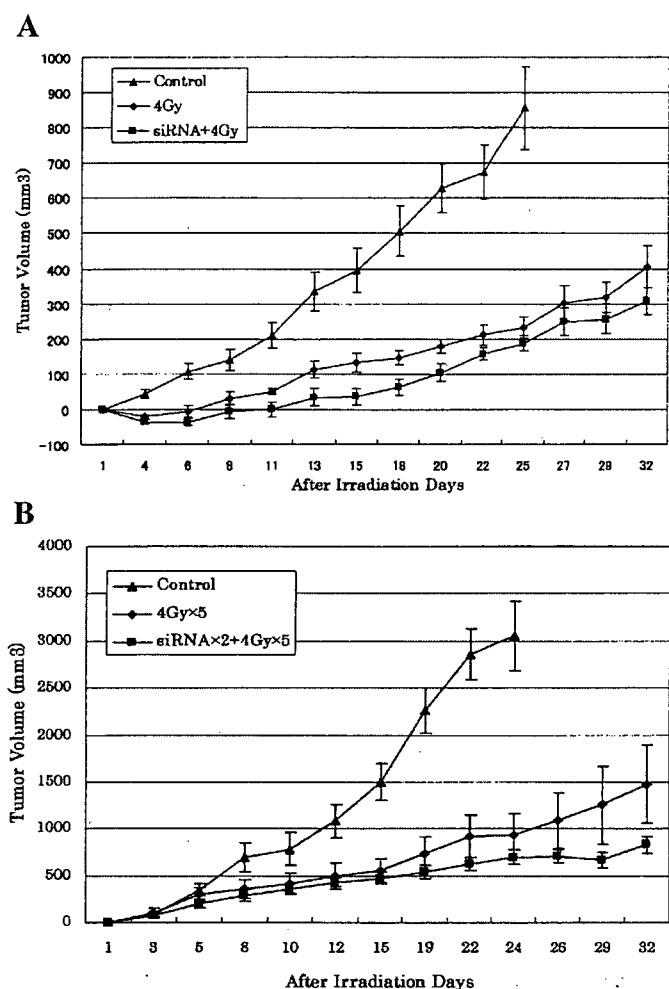 A
1000
900
800
700
600
500
400
300
200
100
0
-100
Tumor Volume (mm3)
Control
4Gy
siRNA+4Gy
1 4 6 8 11 13 15 18 20 22 25 27 29 32
After Irradiation Days
B
4000
3500
3000
2500
2000
1500
1000
500
0
Tumor Volume (mm3)
Control
4Gy×5
siRNA×2+4Gy×5
1 3 5 8 10 12 15 19 22 24 26 29 32
After Irradiation Days